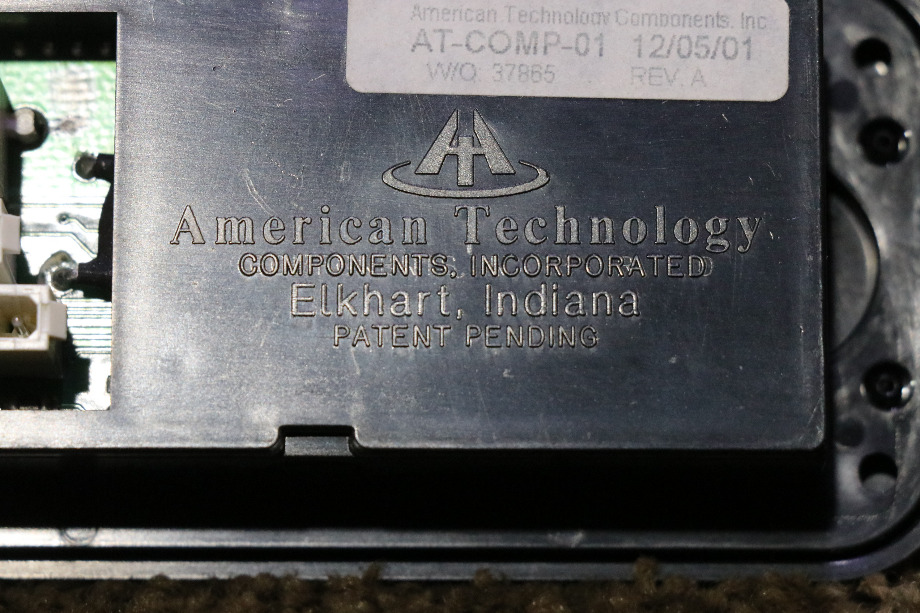 American Technology Components, Inc
AT-COMP-01 12/05/01
W/O. 37865 REV. A
American Technology
COMPONENTS, INCORPORATED
Elkhart, Indiana
PATENT PENDING